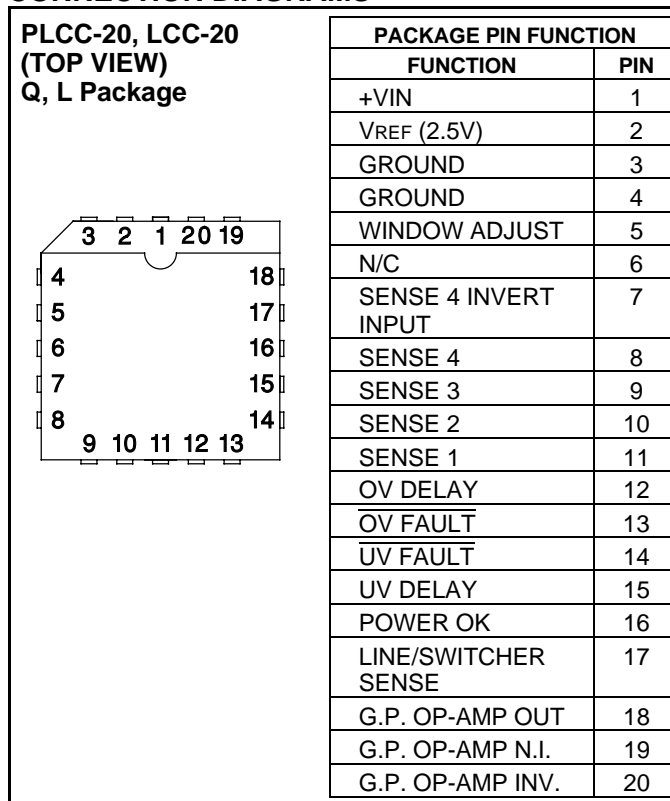 PLCC-20, LCC-20
(TOP VIEW)
Q, L Package
3 2 1 20 19
4 18
5 17
6 16
7 15
8 14
9 10 11 12 13
PACKAGE PIN FUNCTION
FUNCTION PIN
+VIN 1
VREF (2.5V) 2
GROUND 3
GROUND 4
WINDOW ADJUST 5
N/C 6
SENSE 4 INVERT 7
INPUT
SENSE 4 8
SENSE 3 9
SENSE 2 10
SENSE 1 11
OV DELAY 12
OV FAULT 13
UV FAULT 14
UV DELAY 15
POWER OK 16
LINE/SWITCHER 17
SENSE
G.P. OP-AMP OUT 18
G.P. OP-AMP N.I. 19
G.P. OP-AMP INV. 20